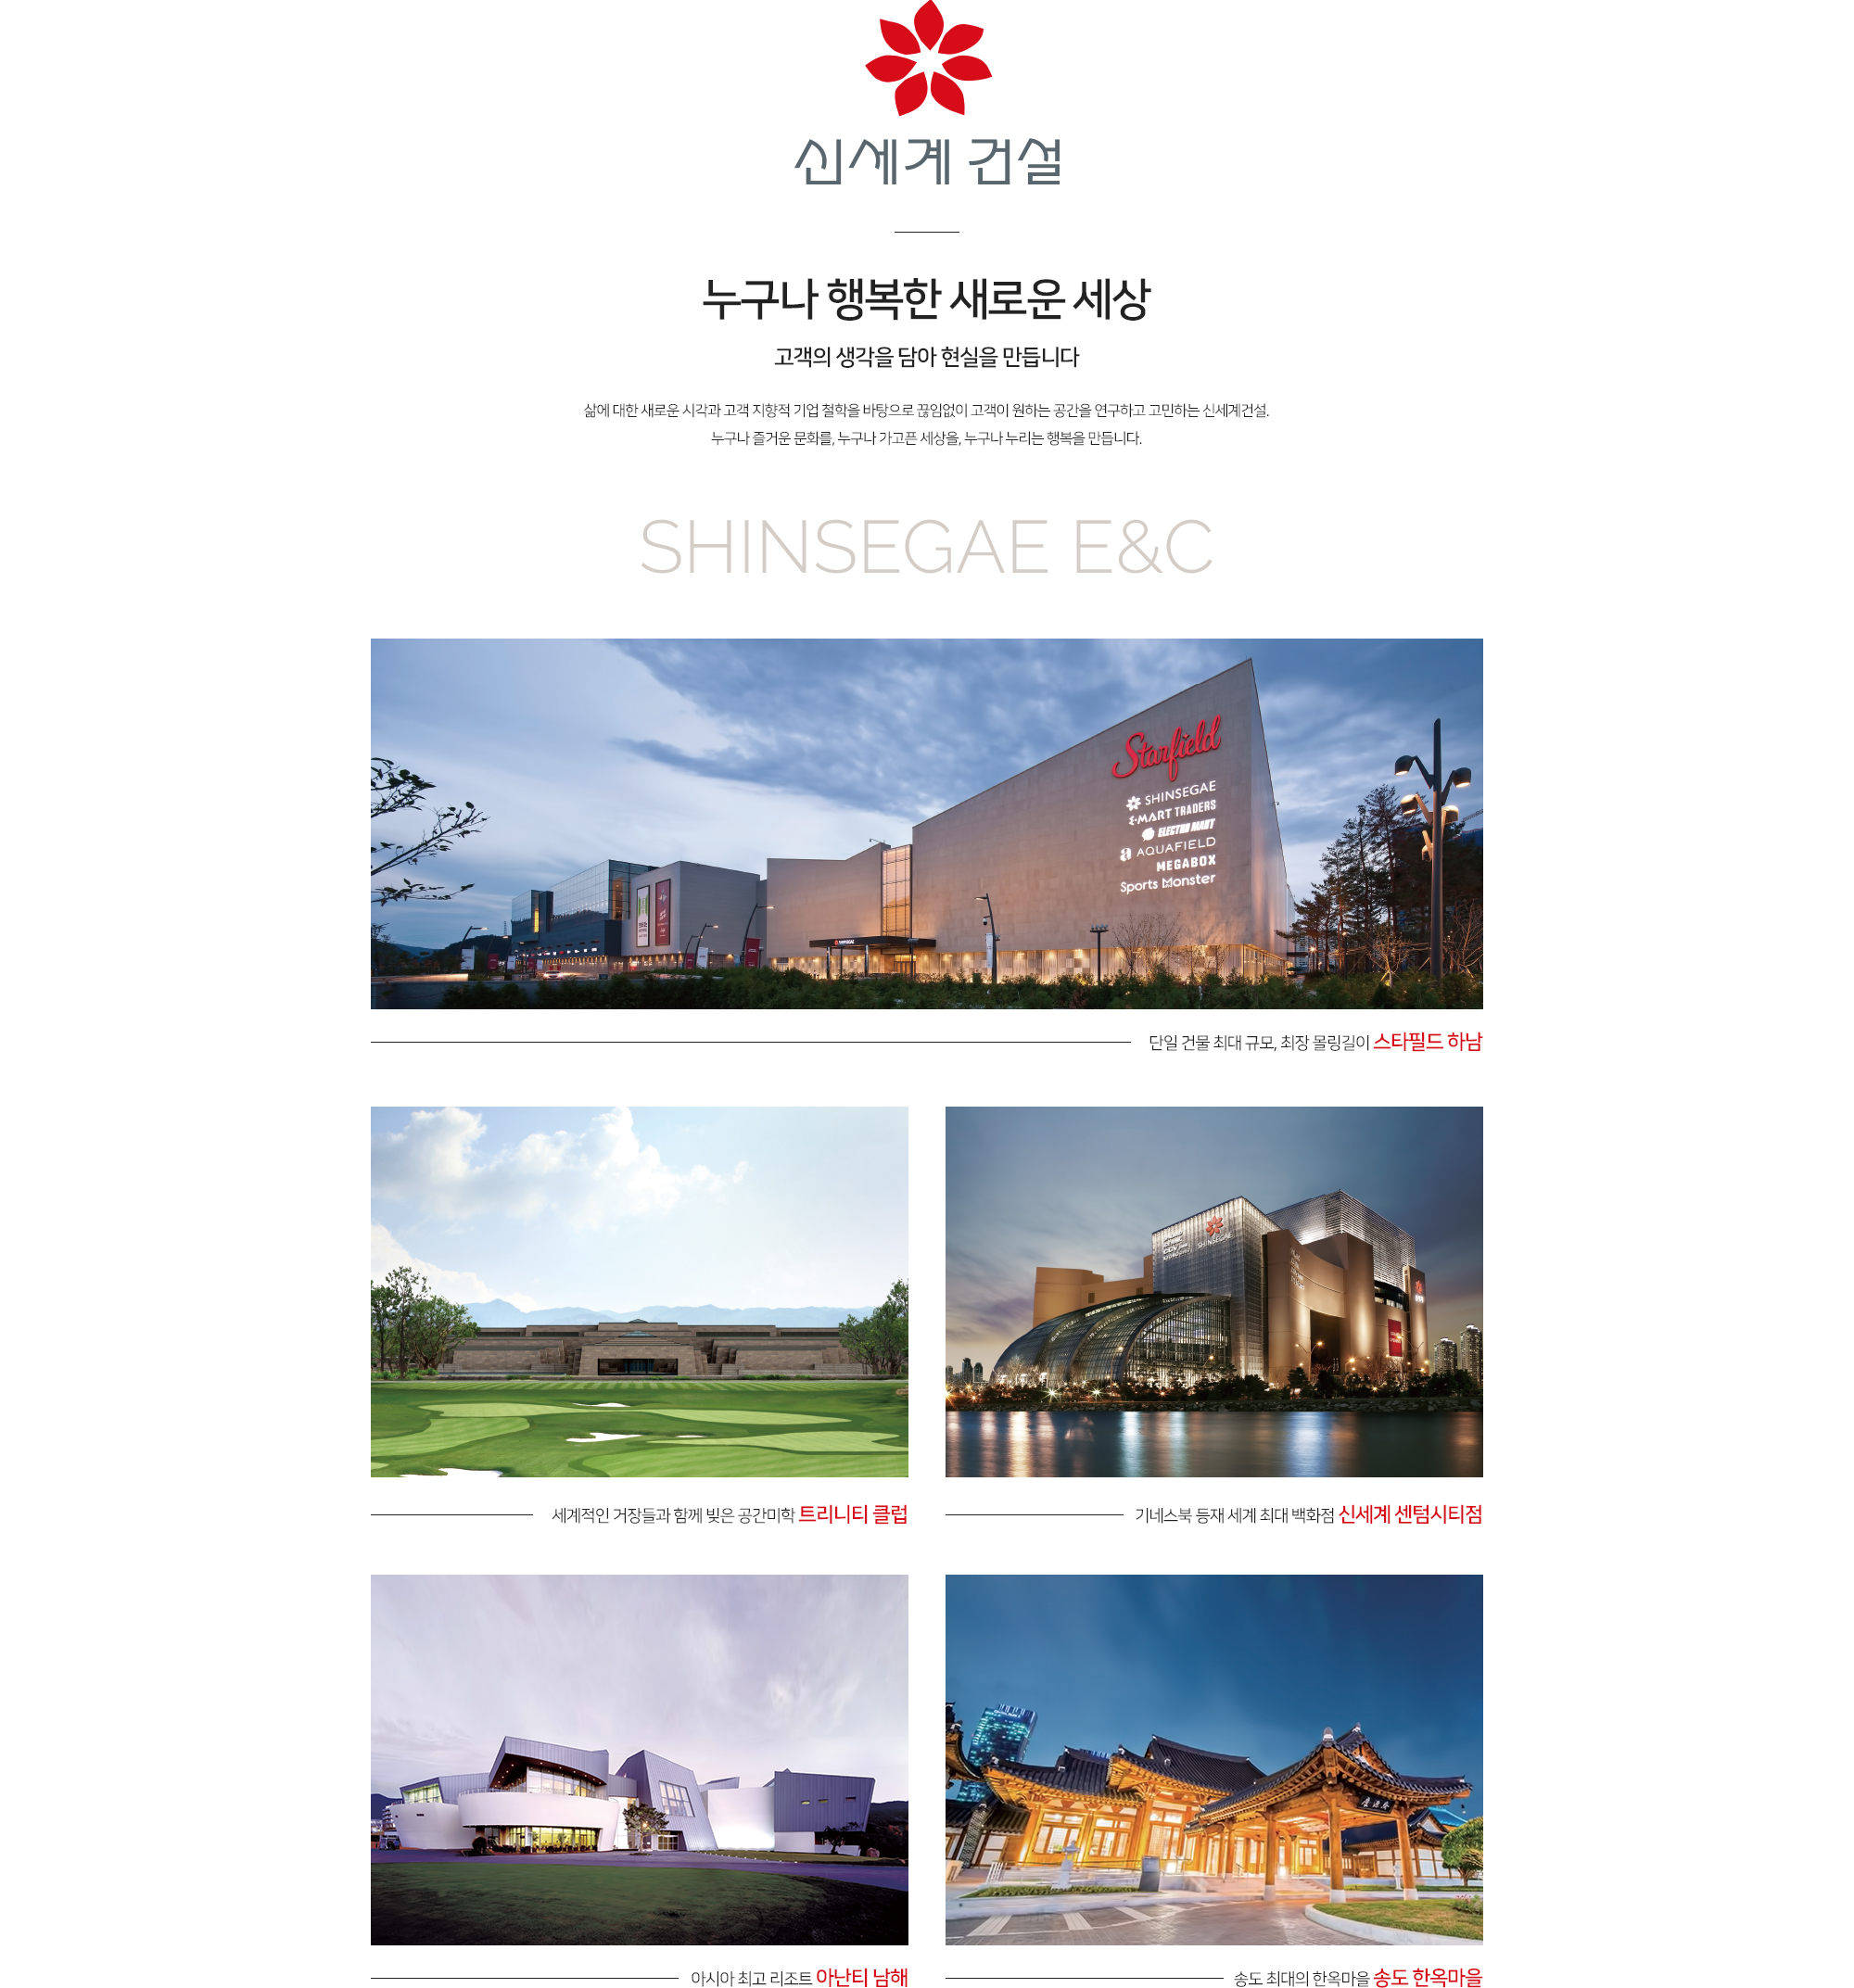 신세계 건설
누구나 행복한 새로운 세상
고객의 생각을 담아 현실을 만듭니다
삶에 대한 새로운 시각과 고객 지향적 기업 철학을 바탕으로 끊임없이 고객이 원하는 공간을 연구하고 고민하는 신세계건설.
누구나 즐거운 문화를, 누구나 가고픈 세상을, 누구나 누리는 행복을 만듭니다.
SHINSEGAE E&C
Starfield
SHINSEGAE
E-MART TRADERS
ELECTRO MART
AQUAFIELD
MEGABOX
Sports Monster
단일 건물 최대 규모, 최장 몰링길이 스타필드 하남
SHINSEGAE
세계적인 거장들과 함께 빚은 공간미학 트리니티 클럽
기네스북 등재 세계 최대 백화점 신세계 센텀시티점
아시아 최고 리조트 아난티 남해
송도 최대의 한옥마을 송도 한옥마을